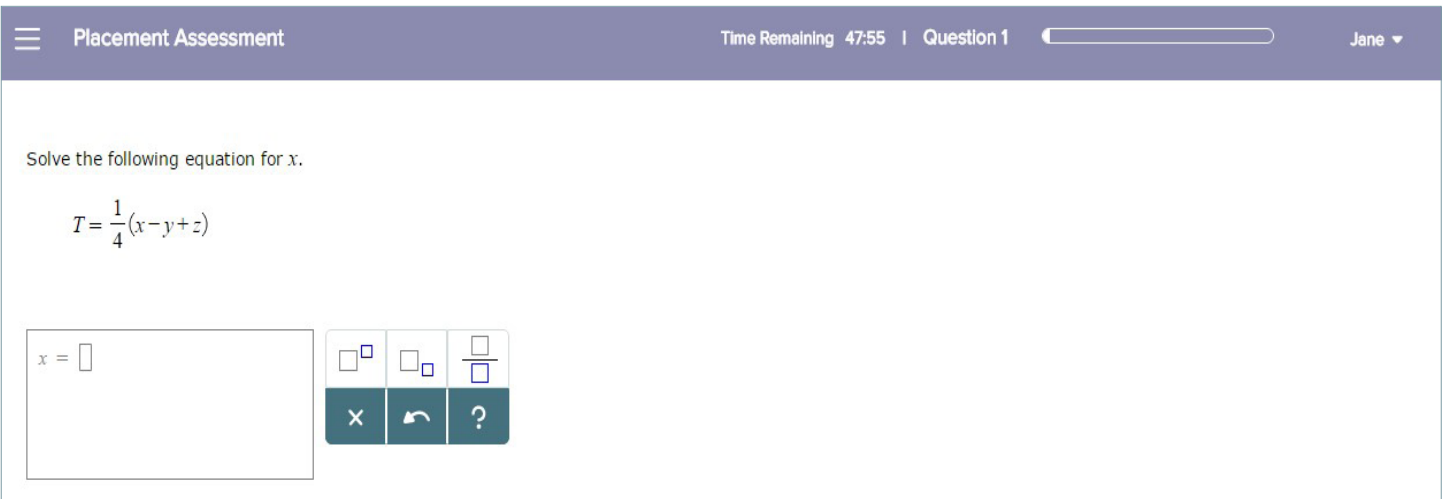 Placement Assessment Time Remaining 47:55 | Question 1 Jane
Solve the following equation for x.
T = 1/4 (x − y + z)
x =
X ?